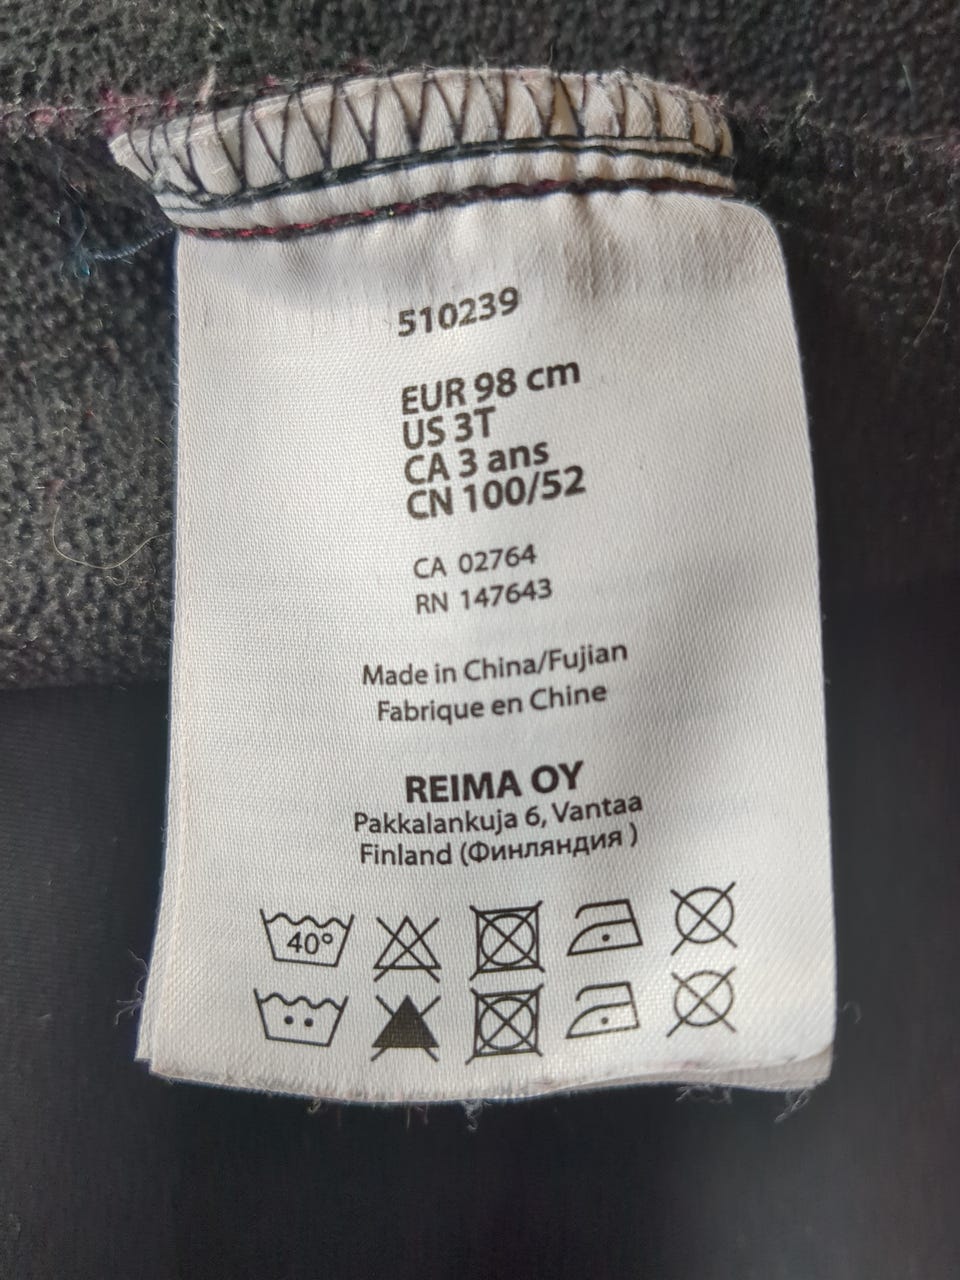 510239
EUR 98 cm
US 3T
CA 3 ans
CN 100/52
CA 02764
RN 147643
Made in China/Fujian
Fabrique en Chine
REIMA OY
Pakkalankuja 6, Vantaa
Finland (Финляндия )
40°